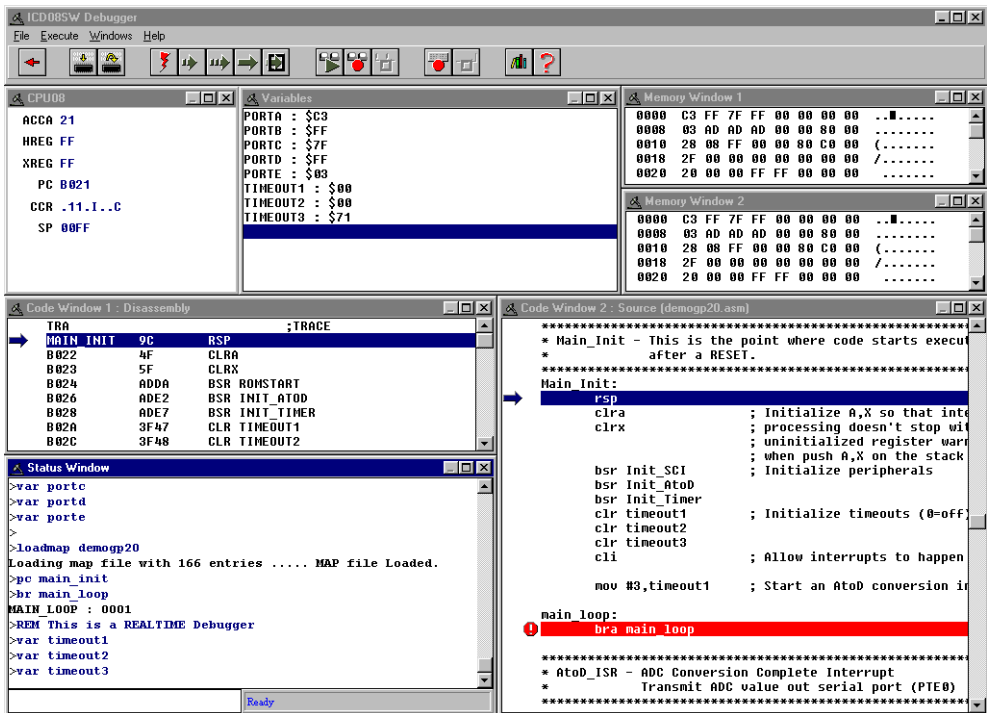 ICD08SW Debugger
File Execute Windows Help
CPU08
ACCA 21
HREG FF
XREG FF
PC B021
CCR .11.I..C
SP 00FF
Variables
PORTA : $C3
PORTB : $FF
PORTC : $7F
PORTD : $FF
PORTE : $03
TIMEOUT1 : $00
TIMEOUT2 : $00
TIMEOUT3 : $71
Memory Window 1
0000 C3 FF 7F FF 00 00 00 00 ..■.....
0008 03 AD AD AD 00 00 80 00 ........
0010 28 08 FF 00 00 80 C0 00 (.......
0018 2F 00 00 00 00 00 00 00 /.......
0020 20 00 00 FF FF 00 00 00 .......
Memory Window 2
0000 C3 FF 7F FF 00 00 00 00 ..■.....
0008 03 AD AD AD 00 00 80 00 ........
0010 28 08 FF 00 00 80 C0 00 (.......
0018 2F 00 00 00 00 00 00 00 /.......
0020 20 00 00 FF FF 00 00 00 .......
Code Window 1 : Disassembly
TRA ;TRACE
MAIN_INIT 9C RSP
B022 4F CLRA
B023 5F CLRX
B024 ADDA BSR ROMSTART
B026 ADE2 BSR INIT_ATOD
B028 ADE7 BSR INIT_TIMER
B02A 3F47 CLR TIMEOUT1
B02C 3F48 CLR TIMEOUT2
Status Window
>var portc
>var portd
>var porte
>
>loadmap demogp20
Loading map file with 166 entries ..... MAP file Loaded.
>pc main_init
>br main_loop
MAIN_LOOP : 0001
>REM This is a REALTIME Debugger
>var timeout1
>var timeout2
>var timeout3
Ready
Code Window 2 : Source (demogp20.asm)
****************************************************
* Main_Init - This is the point where code starts execut
* after a RESET.
****************************************************
Main_Init:
rsp
clra ; Initialize A,X so that inte
clrx ; processing doesn't stop wit
; uninitialized register warn
; when push A,X on the stack
bsr Init_SCI ; Initialize peripherals
bsr Init_AtoD
bsr Init_Timer
clr timeout1 ; Initialize timeouts (0=off)
clr timeout2
clr timeout3
cli ; Allow interrupts to happen
mov #3,timeout1 ; Start an AtoD conversion in
main_loop:
bra main_loop
****************************************************
* AtoD_ISR - ADC Conversion Complete Interrupt
* Transmit ADC value out serial port (PTE0)
****************************************************